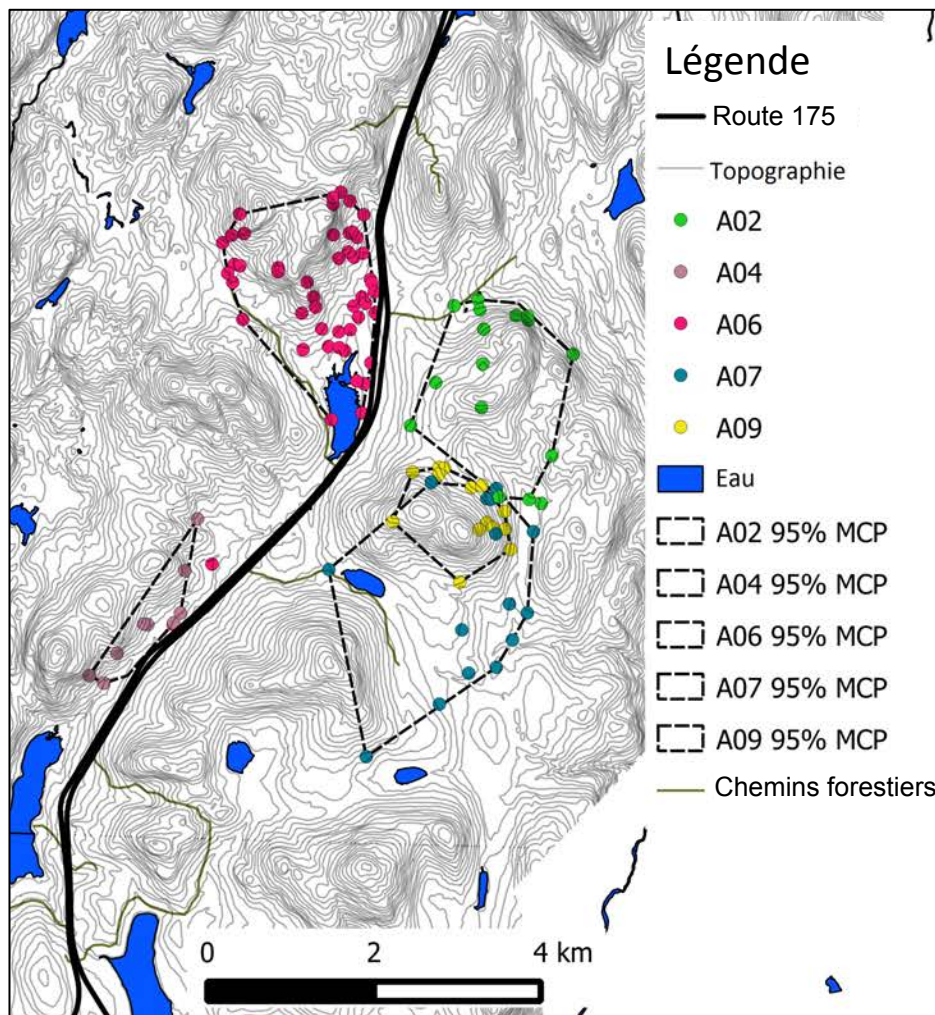 Légende
Route 175
Topographie
A02
A04
A06
A07
A09
Eau
A02 95% MCP
A04 95% MCP
A06 95% MCP
A07 95% MCP
A09 95% MCP
Chemins forestiers
0 2 4 km